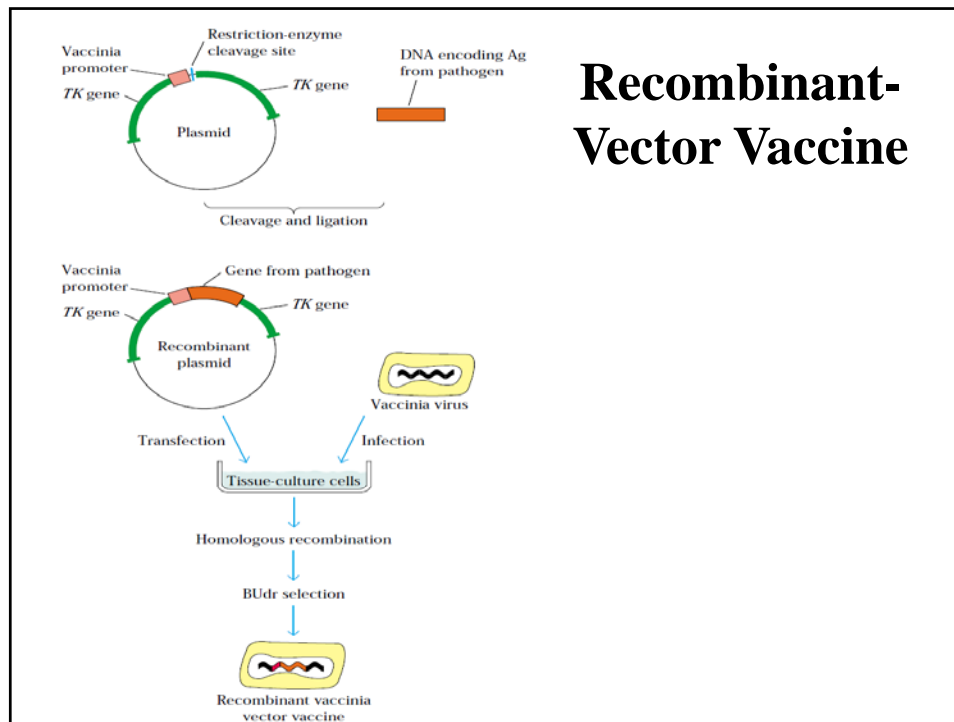 Recombinant-
Vector Vaccine
Restriction-enzyme
cleavage site
Vaccinia
promoter
TK gene
TK gene
Plasmid
DNA encoding Ag
from pathogen
Cleavage and ligation
Vaccinia
promoter
Gene from pathogen
TK gene
TK gene
Recombinant
plasmid
Vaccinia virus
Transfection
Infection
Tissue-culture cells
Homologous recombination
BUdr selection
Recombinant vaccinia
vector vaccine